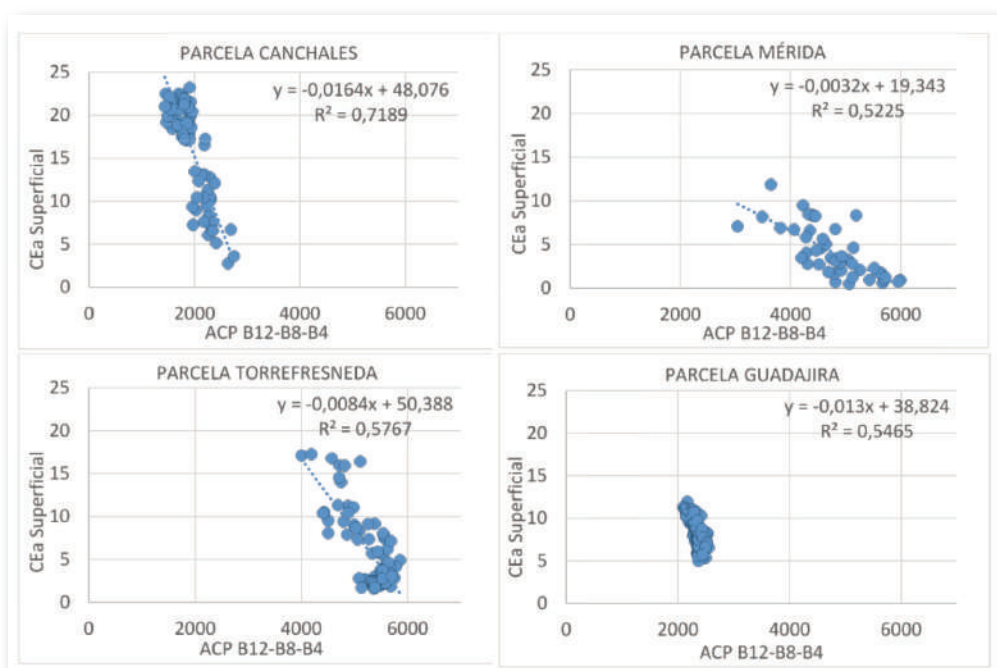 PARCELA CANCHALES
y = -0,0164x + 48,076
R² = 0,7189
CEa Superficial
25
20
15
10
5
0
0 2000 4000 6000
ACP B12-B8-B4
PARCELA MÉRIDA
y = -0,0032x + 19,343
R² = 0,5225
CEa Superficial
25
20
15
10
5
0
0 2000 4000 6000
ACP B12-B8-B4
PARCELA TORREFRESNEDA
y = -0,0084x + 50,388
R² = 0,5767
CEa Superficial
25
20
15
10
5
0
0 2000 4000 6000
ACP B12-B8-B4
PARCELA GUADAJIRA
y = -0,013x + 38,824
R² = 0,5465
CEa Superficial
25
20
15
10
5
0
0 2000 4000 6000
ACP B12-B8-B4